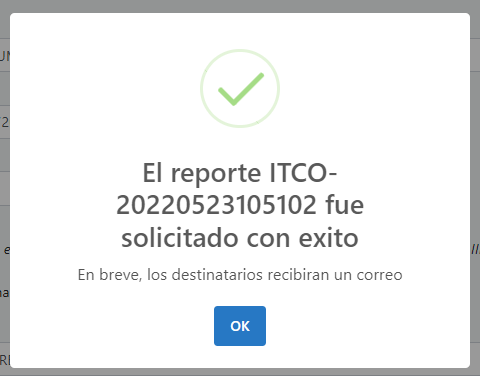 El reporte ITCO-
20220523105102 fue
solicitado con exito
En breve, los destinatarios recibiran un correo
OK